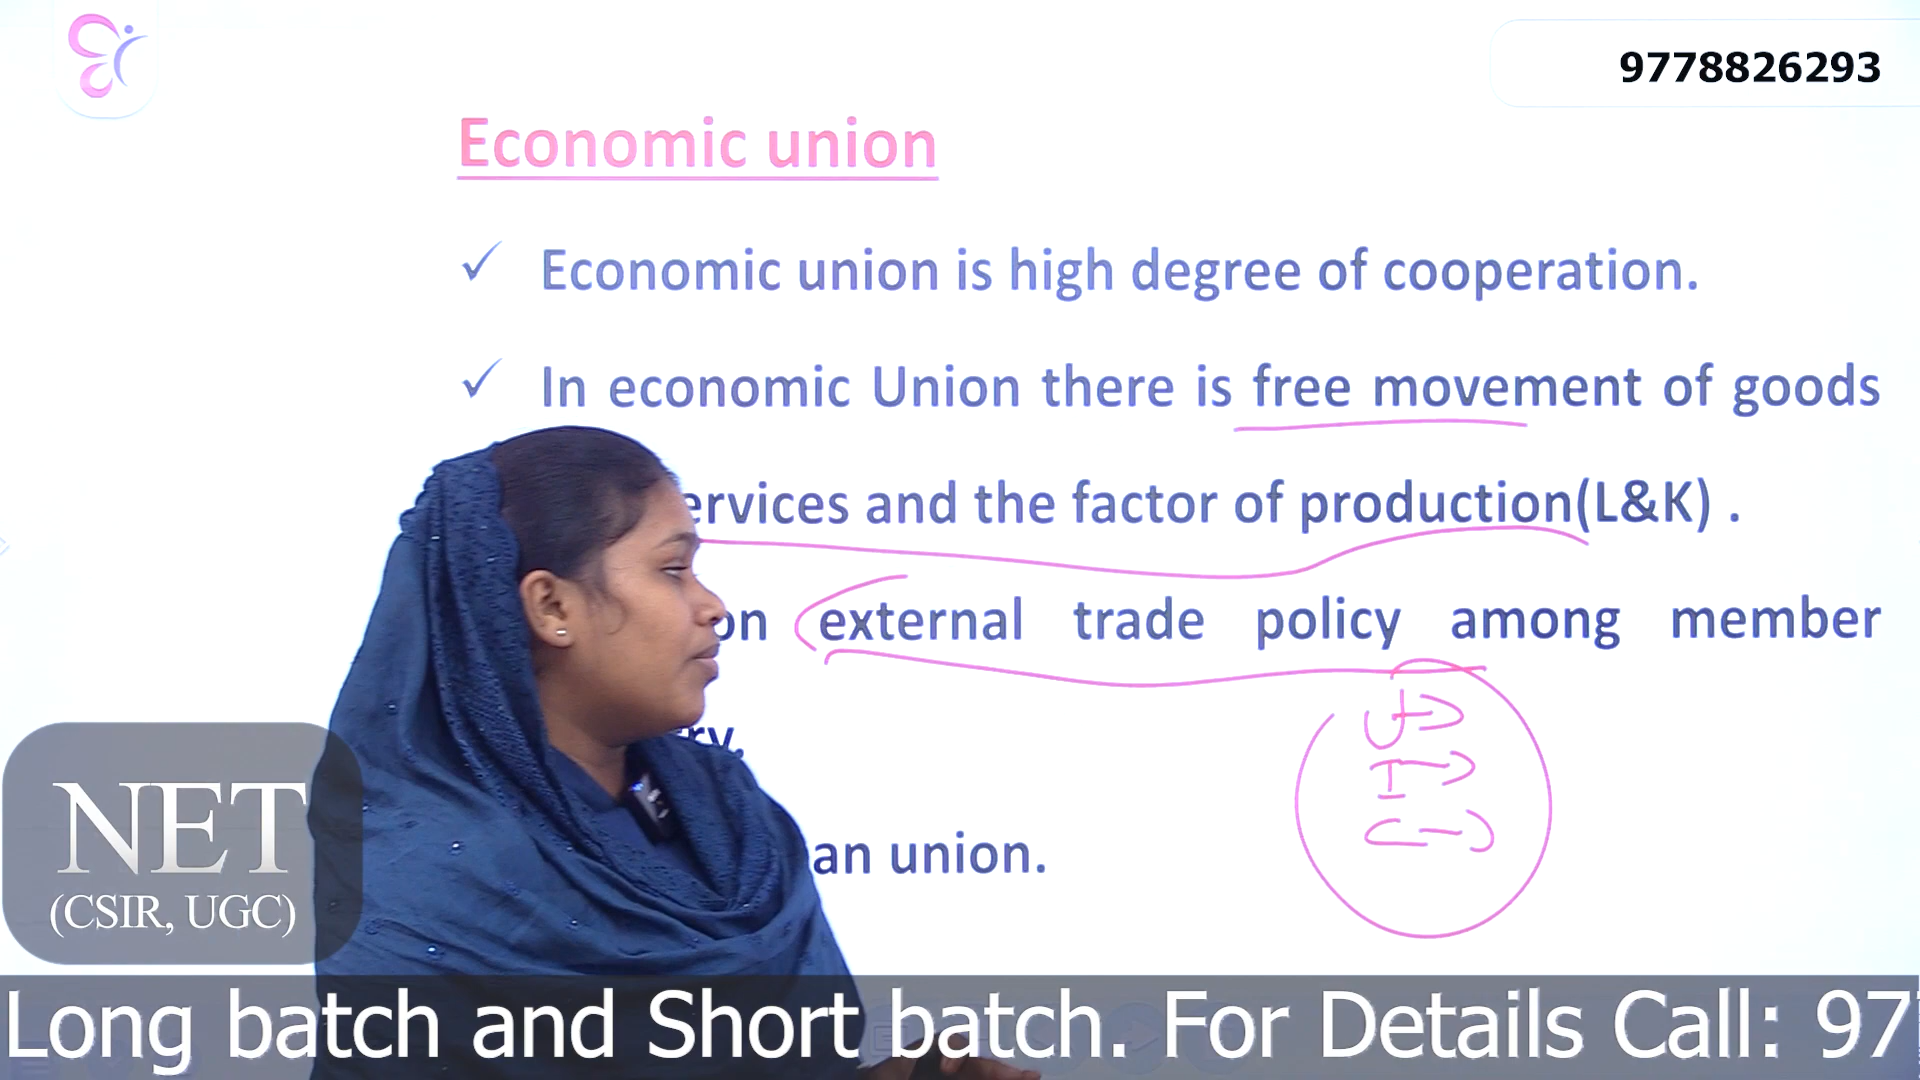 9778826293
Economic union
✓ Economic union is high degree of cooperation.
✓ In economic Union there is free movement of goods
ervices and the factor of production(L&K) .
on external trade policy among member
ry.
an union.
NET
(CSIR, UGC)
Long batch and Short batch. For Details Call: 97